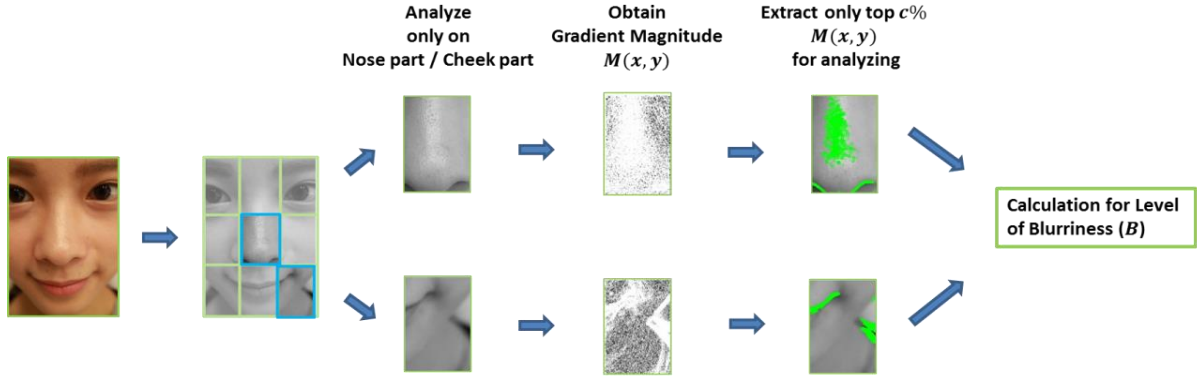 Analyze
only on
Nose part / Cheek part
Obtain
Gradient Magnitude
M(x, y)
Extract only top c%
M(x, y)
for analyzing
Calculation for Level
of Blurriness (B)